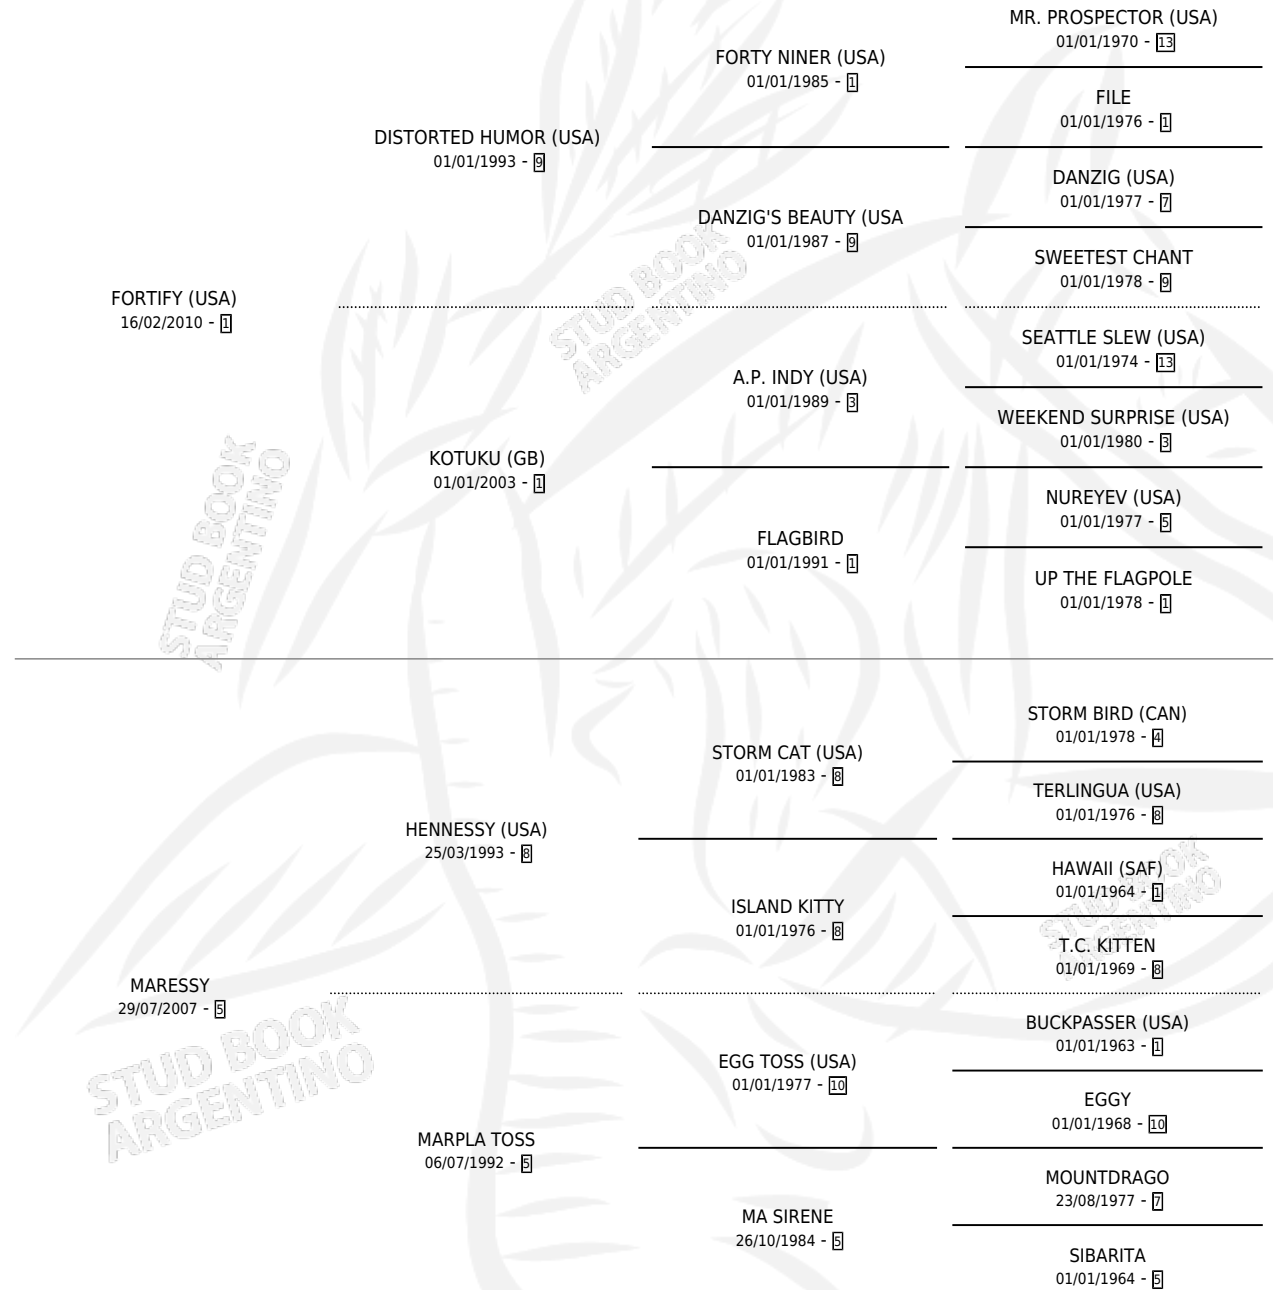 MR. PROSPECTOR (USA)
01/01/1970 - 13
FORTY NINER (USA)
01/01/1985 - 1
FILE
01/01/1976 - 1
DISTORTED HUMOR (USA)
01/01/1993 - 9
DANZIG (USA)
01/01/1977 - 7
DANZIG'S BEAUTY (USA
01/01/1987 - 9
SWEETEST CHANT
01/01/1978 - 9
FORTIFY (USA)
16/02/2010 - 1
SEATTLE SLEW (USA)
01/01/1974 - 13
A.P. INDY (USA)
01/01/1989 - 3
WEEKEND SURPRISE (USA)
01/01/1980 - 3
KOTUKU (GB)
01/01/2003 - 1
NUREYEV (USA)
01/01/1977 - 5
FLAGBIRD
01/01/1991 - 1
UP THE FLAGPOLE
01/01/1978 - 1
STORM BIRD (CAN)
01/01/1978 - 4
STORM CAT (USA)
01/01/1983 - 8
TERLINGUA (USA)
01/01/1976 - 8
HENNESSY (USA)
25/03/1993 - 8
HAWAII (SAF)
01/01/1964 - 1
ISLAND KITTY
01/01/1976 - 8
T.C. KITTEN
01/01/1969 - 8
MARESSY
29/07/2007 - 5
BUCKPASSER (USA)
01/01/1963 - 1
EGG TOSS (USA)
01/01/1977 - 10
EGGY
01/01/1968 - 10
MARPLA TOSS
06/07/1992 - 5
MOUNTDRAGO
23/08/1977 - 7
MA SIRENE
26/10/1984 - 5
SIBARITA
01/01/1964 - 5
STUD BOOK
ARGENTINO
STUD BOOK
ARGENTINO
STUD BOOK
ARGENTINO
STUD BOOK
ARGENTINO